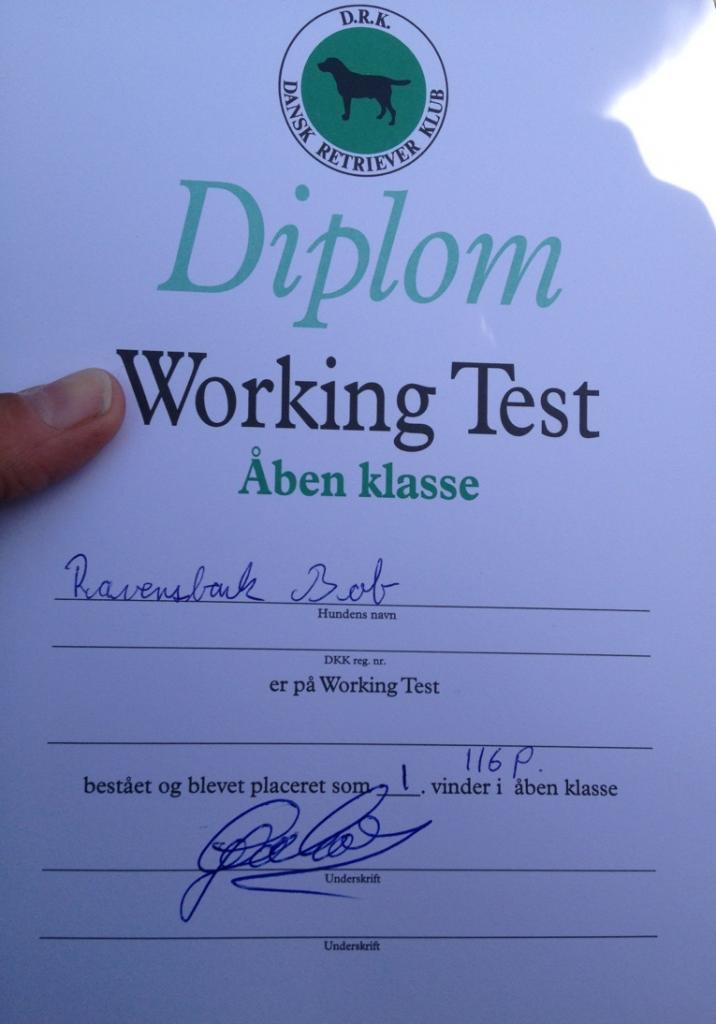 D.R.K.
DANSK RETRIEVER KLUB
Diplom
Working Test
Åben klasse
Ravensbark Bob
Hundens navn
DKK reg. nr.
er på Working Test
116 P.
bestået og blevet placeret som 1. vinder i åben klasse
Underskrift
Underskrift